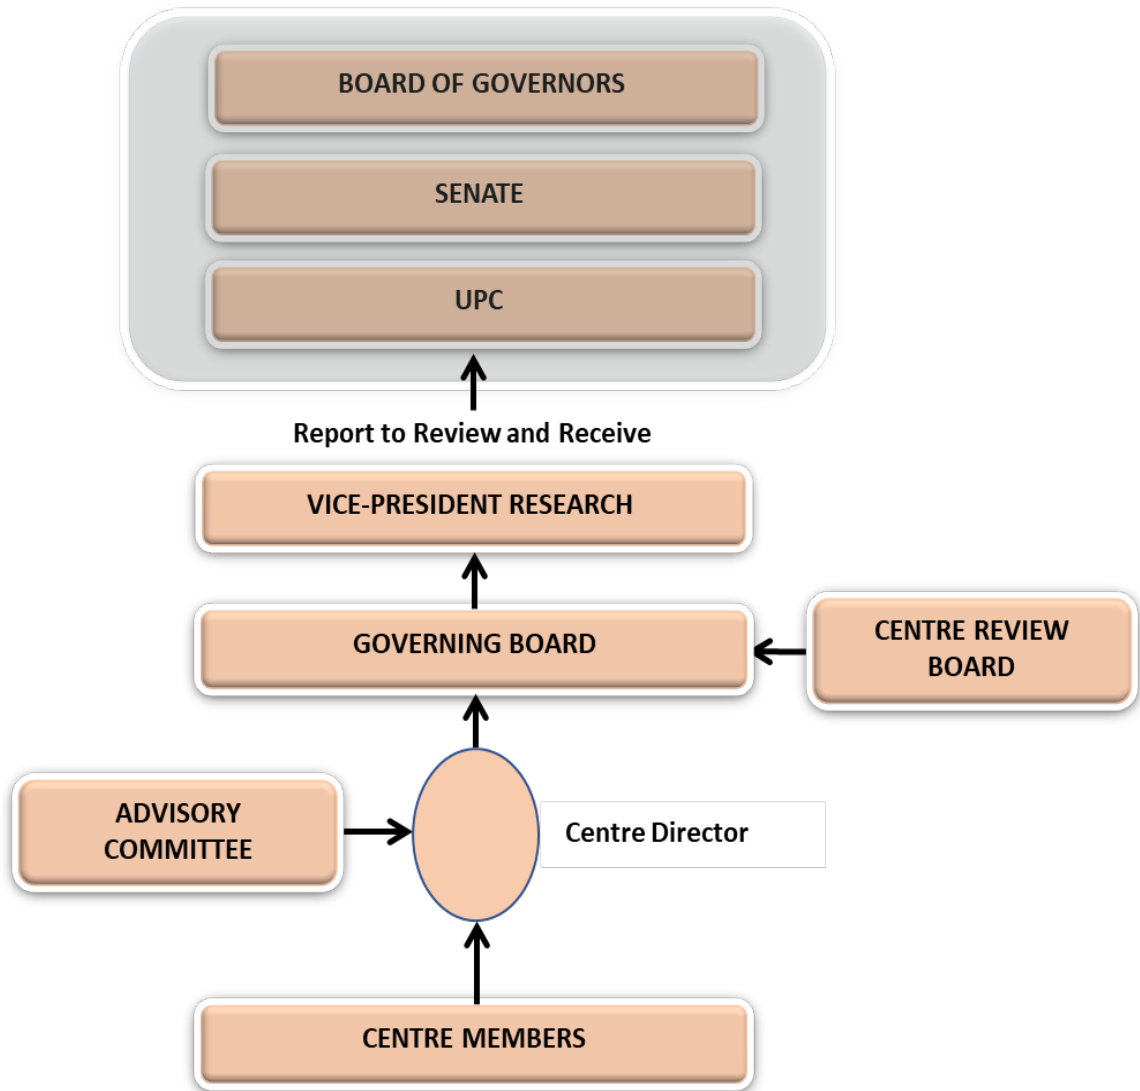 BOARD OF GOVERNORS
SENATE
UPC
Report to Review and Receive
VICE-PRESIDENT RESEARCH
GOVERNING BOARD
CENTRE REVIEW
BOARD
ADVISORY
COMMITTEE
Centre Director
CENTRE MEMBERS